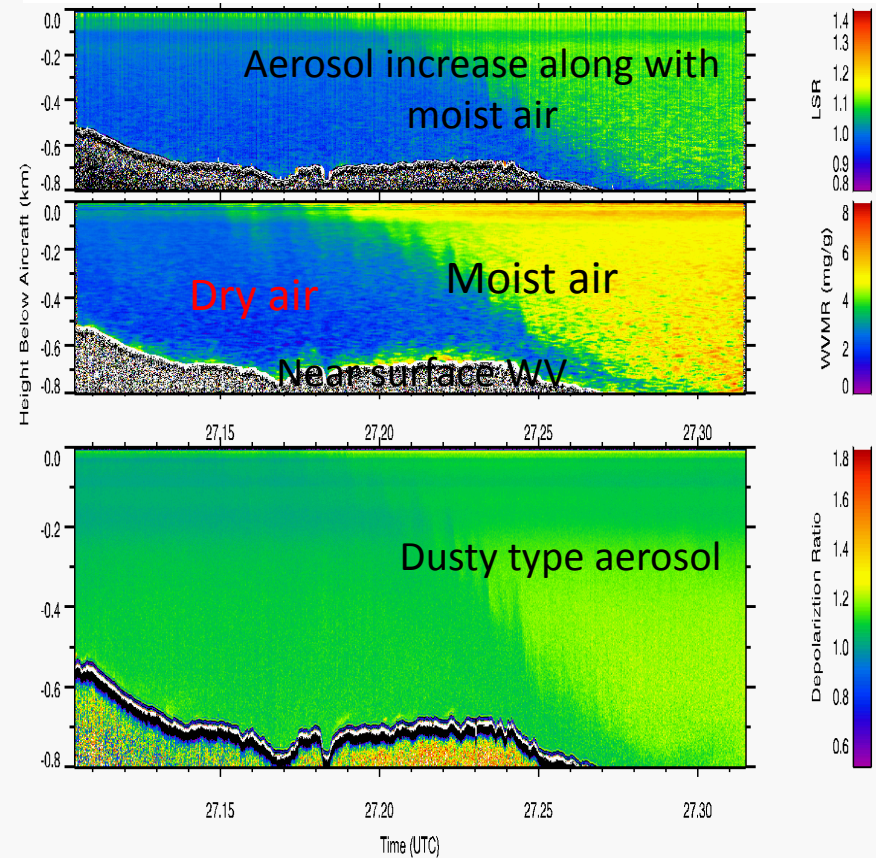 0.0
-0.2
-0.4
-0.6
-0.8
Aerosol increase along with
moist air
1.4
1.3
1.2
1.1
1.0
0.9
0.8
LSR
Height Below Aircraft (km)
0.0
-0.2
-0.4
-0.6
-0.8
Dry air
Moist air
Near surface WV
8
6
4
2
0
WVMR (mg/g)
27.15 27.20 27.25 27.30
0.0
-0.2
-0.4
-0.6
-0.8
Dusty type aerosol
1.8
1.6
1.4
1.2
1.0
0.8
0.6
Depolariztion Ratio
27.15 27.20 27.25 27.30
Time (UTC)